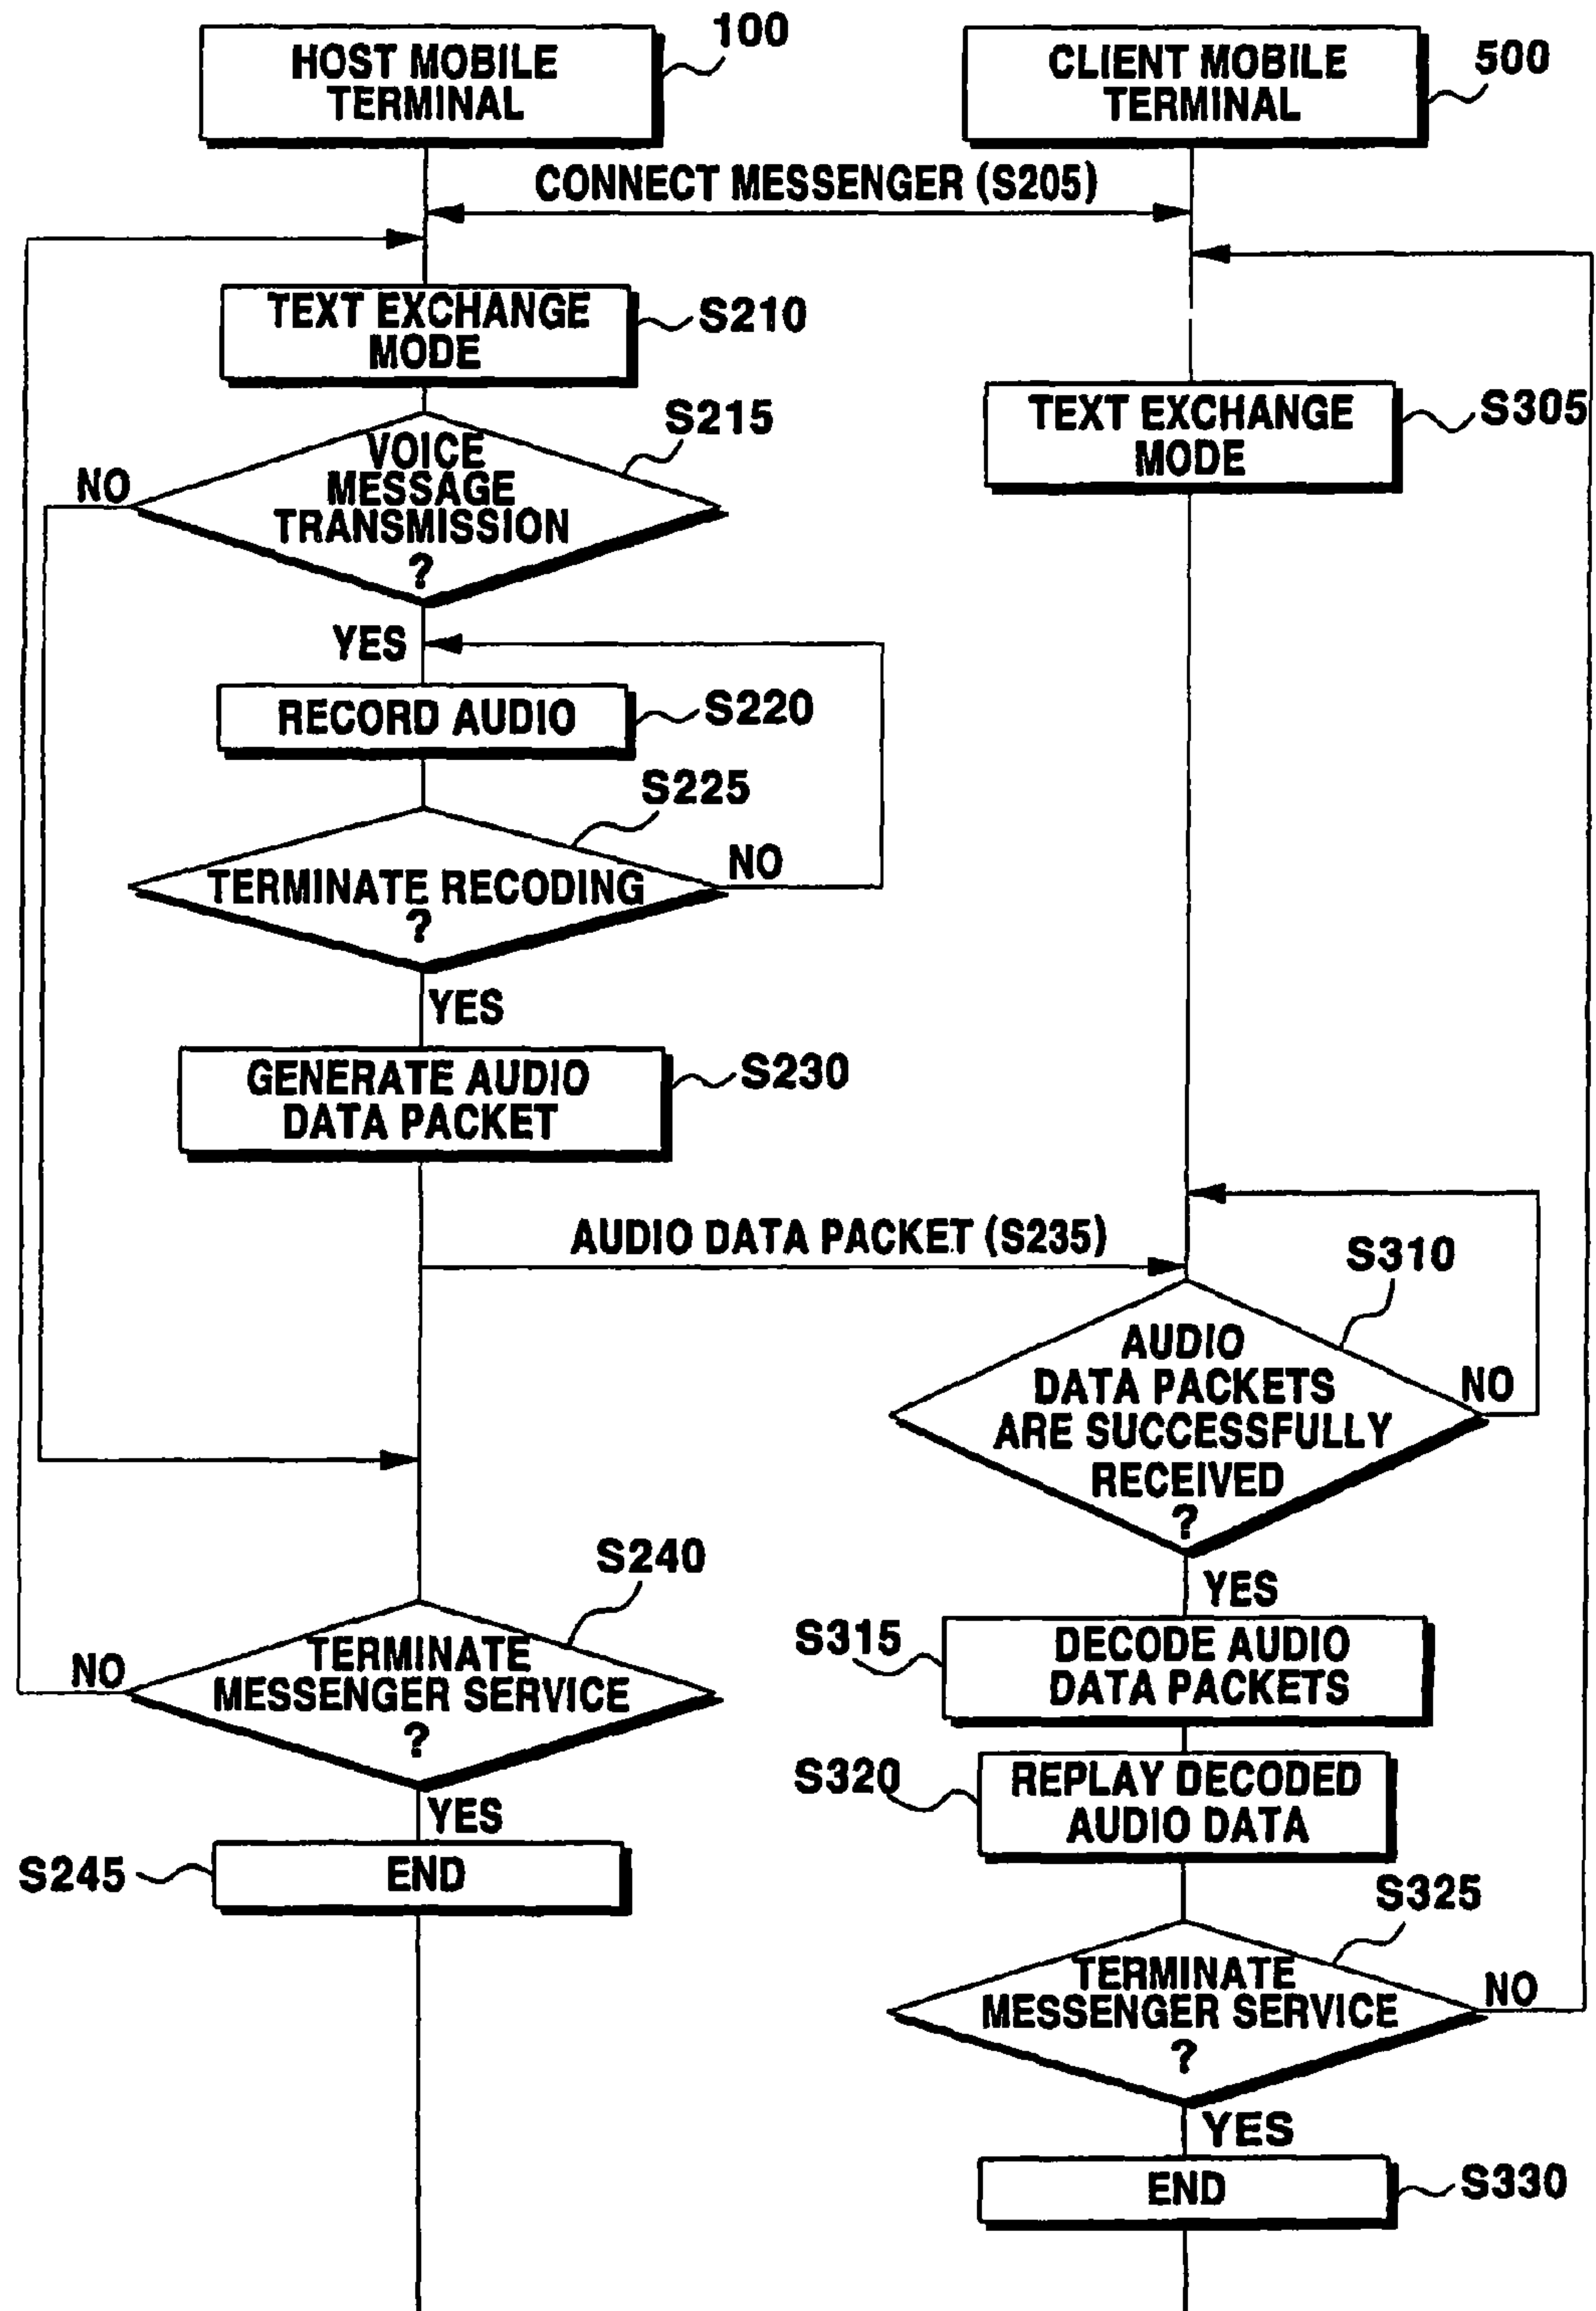 HOST MOBILE
TERMINAL
100
CLIENT MOBILE
TERMINAL
500
CONNECT MESSENGER (S205)
TEXT EXCHANGE
MODE
S210
TEXT EXCHANGE
MODE
S305
VOICE
MESSAGE
TRANSMISSION
?
S215
NO
YES
RECORD AUDIO
S220
S225
TERMINATE RECODING
?
NO
YES
GENERATE AUDIO
DATA PACKET
S230
AUDIO DATA PACKET (S235)
S310
AUDIO
DATA PACKETS
ARE SUCCESSFULLY
RECEIVED
?
NO
YES
S240
TERMINATE
MESSENGER SERVICE
?
NO
YES
S245
END
S315
DECODE AUDIO
DATA PACKETS
S320
REPLAY DECODED
AUDIO DATA
S325
TERMINATE
MESSENGER SERVICE
?
NO
YES
END
S330